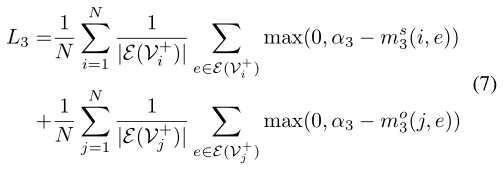 L_3 = \frac{1}{N} \sum_{i=1}^{N} \frac{1}{|\mathcal{E}(\mathcal{V}_i^+)|} \sum_{e \in \mathcal{E}(\mathcal{V}_i^+)} \max(0, \alpha_3 - m_3^s(i, e))
+ \frac{1}{N} \sum_{j=1}^{N} \frac{1}{|\mathcal{E}(\mathcal{V}_j^+)|} \sum_{e \in \mathcal{E}(\mathcal{V}_j^+)} \max(0, \alpha_3 - m_3^o(j, e))
(7)